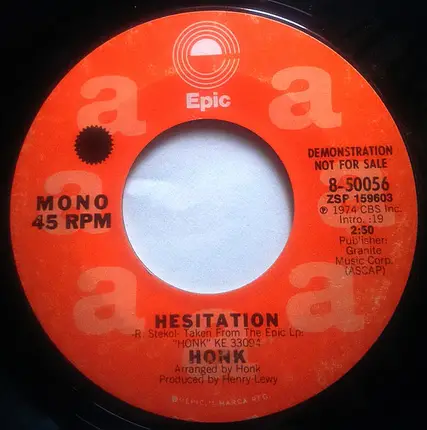 Epic
a a
a a
a a
DEMONSTRATION
NOT FOR SALE
MONO
45 RPM
8-50056
ZSP 159603
℗ 1974 CBS Inc.
Intro. :19
2:50
Publisher:
Granite
Music Corp.
(ASCAP)
HESITATION
-R. Stekol- Taken From The Epic Lp:
"HONK" KE 33094
HONK
Arranged by Honk
Produced by Henry Lewy